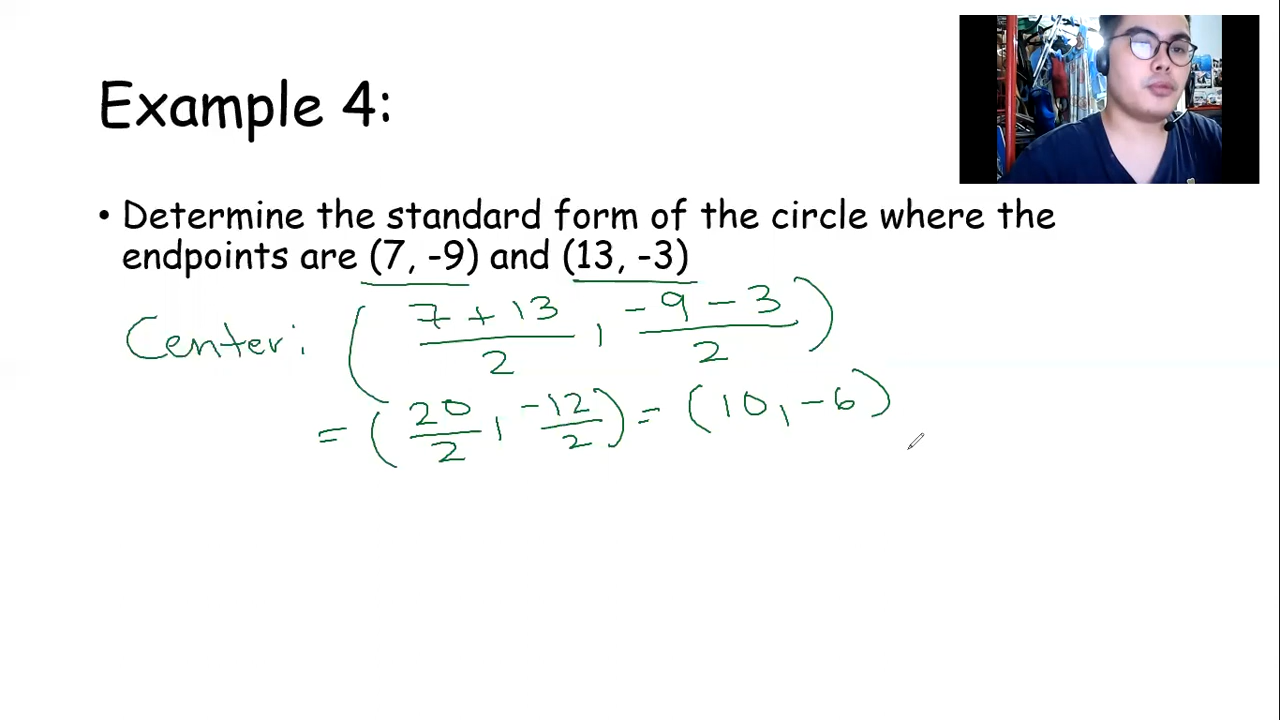 Example 4:
• Determine the standard form of the circle where the
endpoints are (7, -9) and (13, -3)
Center: ( 7 + 13 / 2 , -9 - 3 / 2 )
= ( 20 / 2 , -12 / 2 ) = (10, -6)